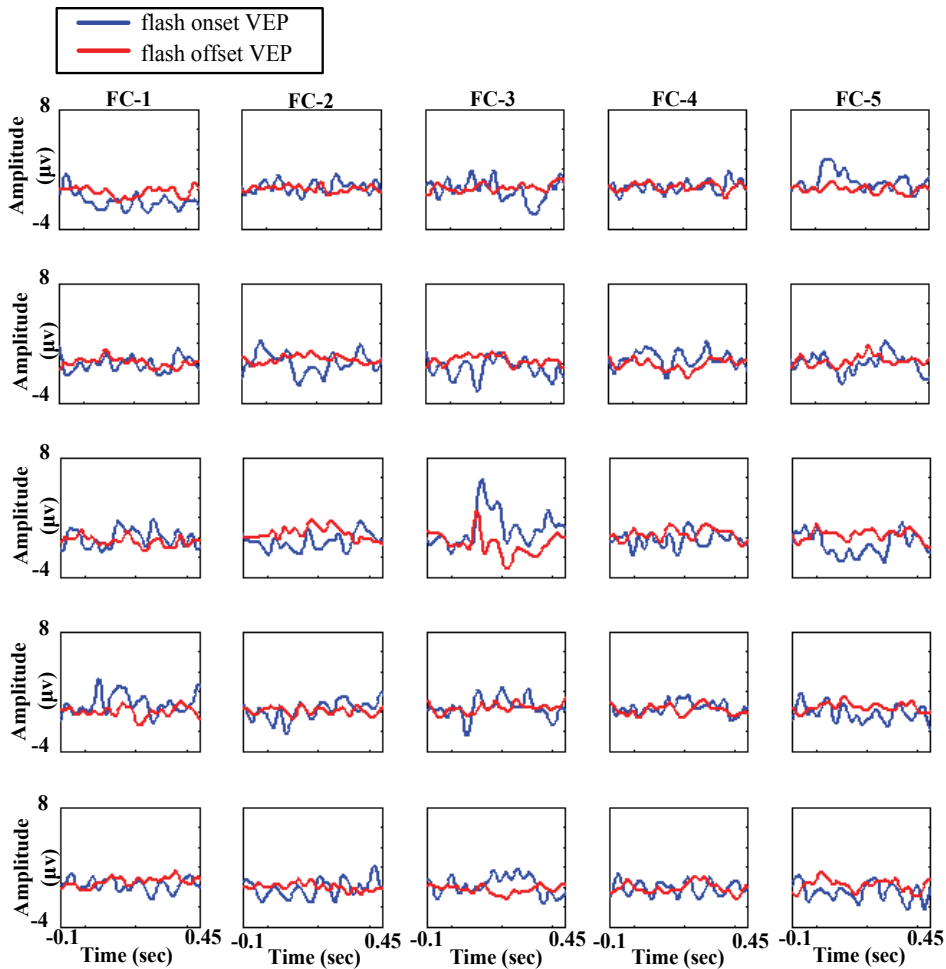 flash onset VEP
flash offset VEP
FC-1 FC-2 FC-3 FC-4 FC-5
8
Amplitude
(μv)
-4
8
Amplitude
(μv)
-4
8
Amplitude
(μv)
-4
8
Amplitude
(μv)
-4
8
Amplitude
(μv)
-4
-0.1 0.45 -0.1 0.45 -0.1 0.45 -0.1 0.45 -0.1 0.45
Time (sec) Time (sec) Time (sec) Time (sec) Time (sec)